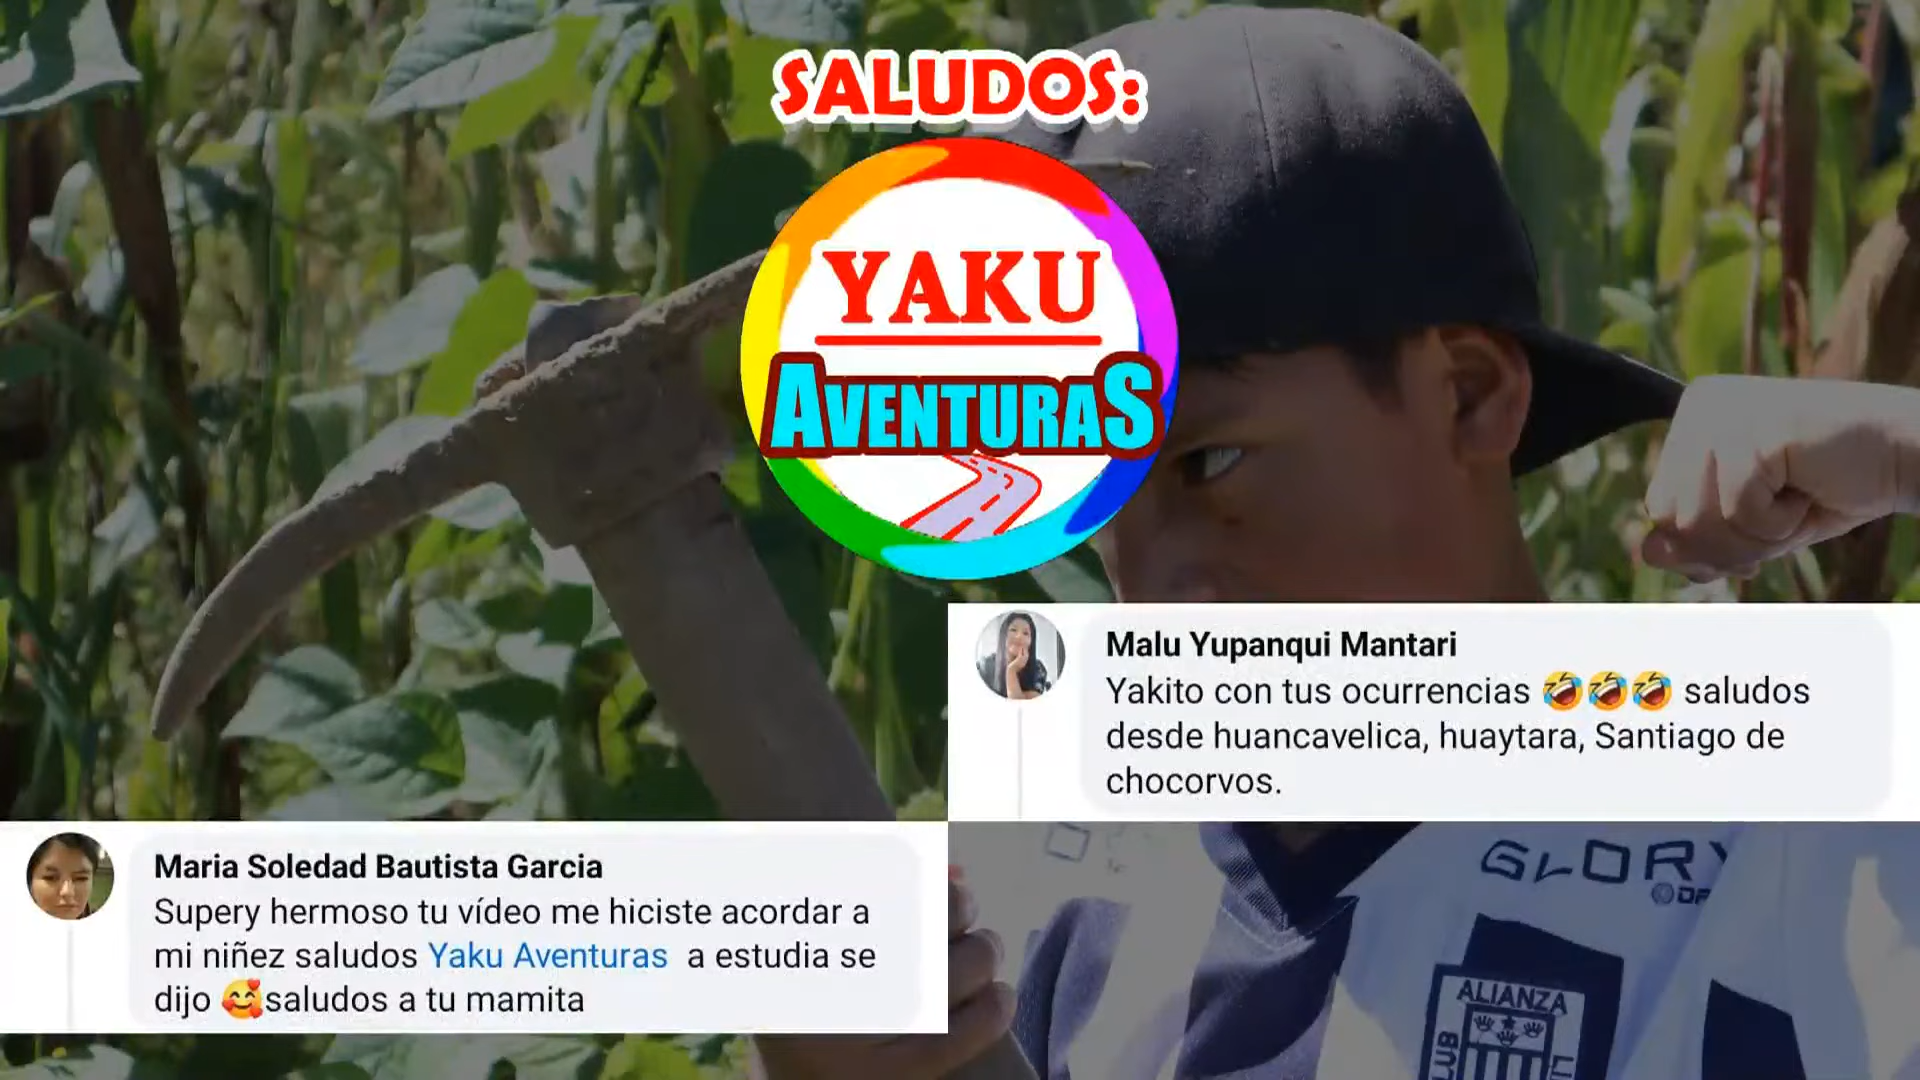 SALUDOS:
YAKU
AVENTURAS
Malu Yupanqui Mantari
Yakito con tus ocurrencias 🤣🤣🤣 saludos
desde huancavelica, huaytara, Santiago de
chocorvos.
Maria Soledad Bautista Garcia
Supery hermoso tu vídeo me hiciste acordar a
mi niñez saludos Yaku Aventuras a estudia se
dijo 🥰saludos a tu mamita
GLORY
ALIANZA